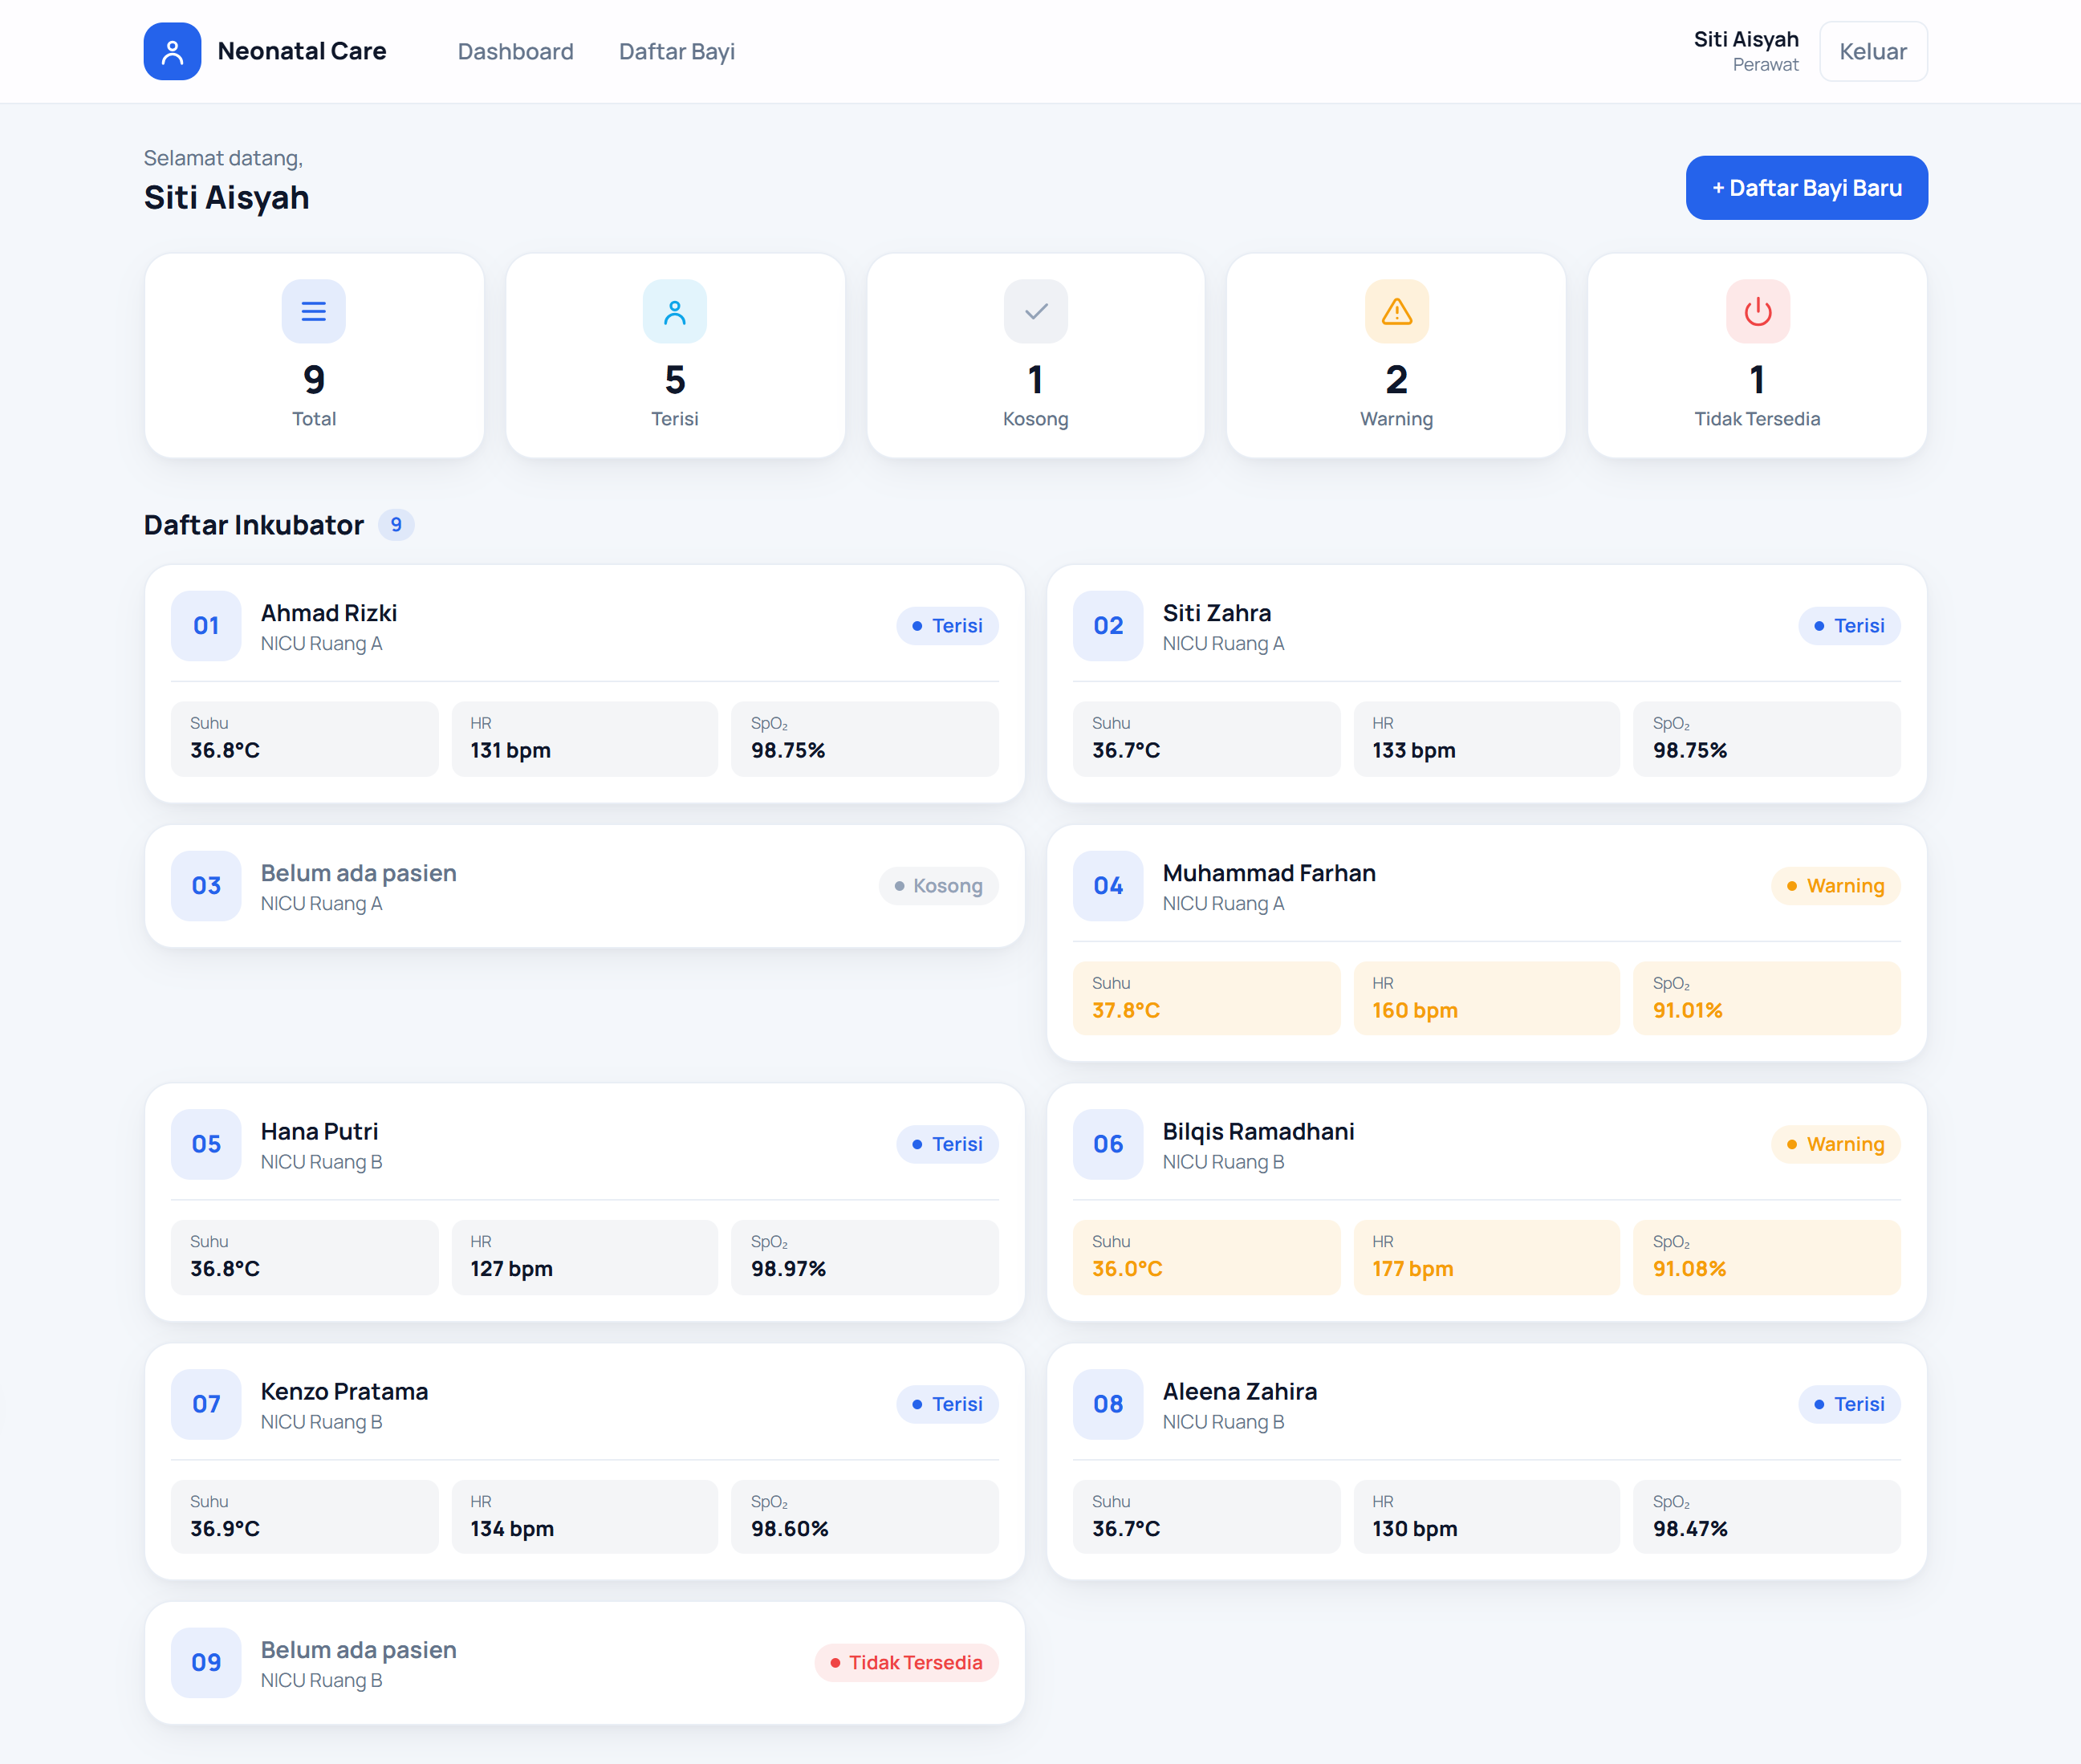 Neonatal Care
Dashboard
Daftar Bayi
Siti Aisyah
Perawat
Keluar
Selamat datang,
Siti Aisyah
+ Daftar Bayi Baru
9
Total
5
Terisi
1
Kosong
2
Warning
1
Tidak Tersedia
Daftar Inkubator 9
01
Ahmad Rizki
NICU Ruang A
Terisi
Suhu
36.8°C
HR
131 bpm
SpO₂
98.75%
02
Siti Zahra
NICU Ruang A
Terisi
Suhu
36.7°C
HR
133 bpm
SpO₂
98.75%
03
Belum ada pasien
NICU Ruang A
Kosong
04
Muhammad Farhan
NICU Ruang A
Warning
Suhu
37.8°C
HR
160 bpm
SpO₂
91.01%
05
Hana Putri
NICU Ruang B
Terisi
Suhu
36.8°C
HR
127 bpm
SpO₂
98.97%
06
Bilqis Ramadhani
NICU Ruang B
Warning
Suhu
36.0°C
HR
177 bpm
SpO₂
91.08%
07
Kenzo Pratama
NICU Ruang B
Terisi
Suhu
36.9°C
HR
134 bpm
SpO₂
98.60%
08
Aleena Zahira
NICU Ruang B
Terisi
Suhu
36.7°C
HR
130 bpm
SpO₂
98.47%
09
Belum ada pasien
NICU Ruang B
Tidak Tersedia